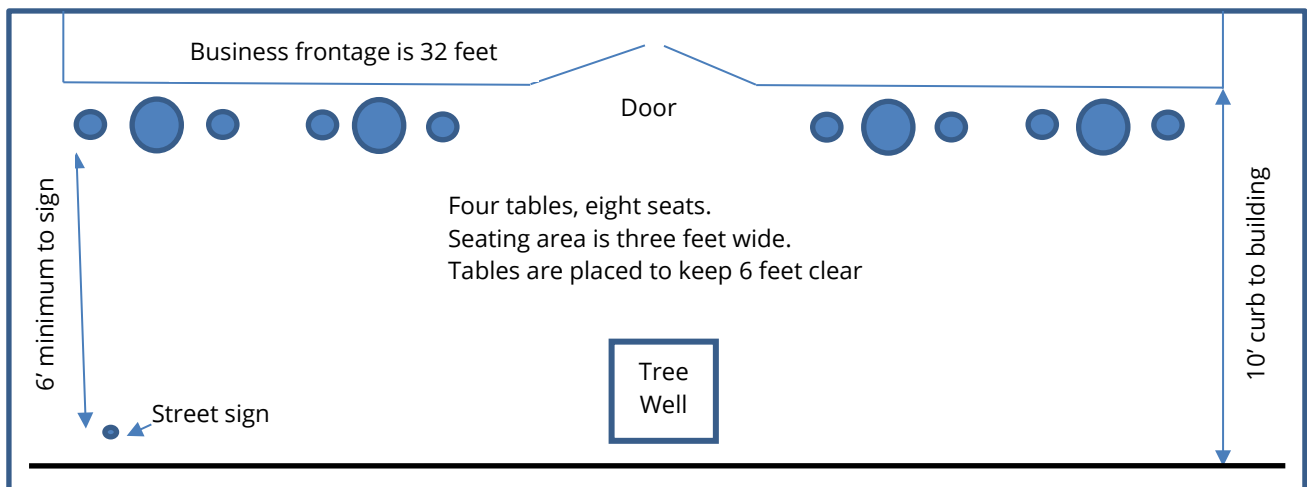 Business frontage is 32 feet
Door
Four tables, eight seats.
Seating area is three feet wide.
Tables are placed to keep 6 feet clear
6’ minimum to sign
10’ curb to building
Tree
Well
Street sign